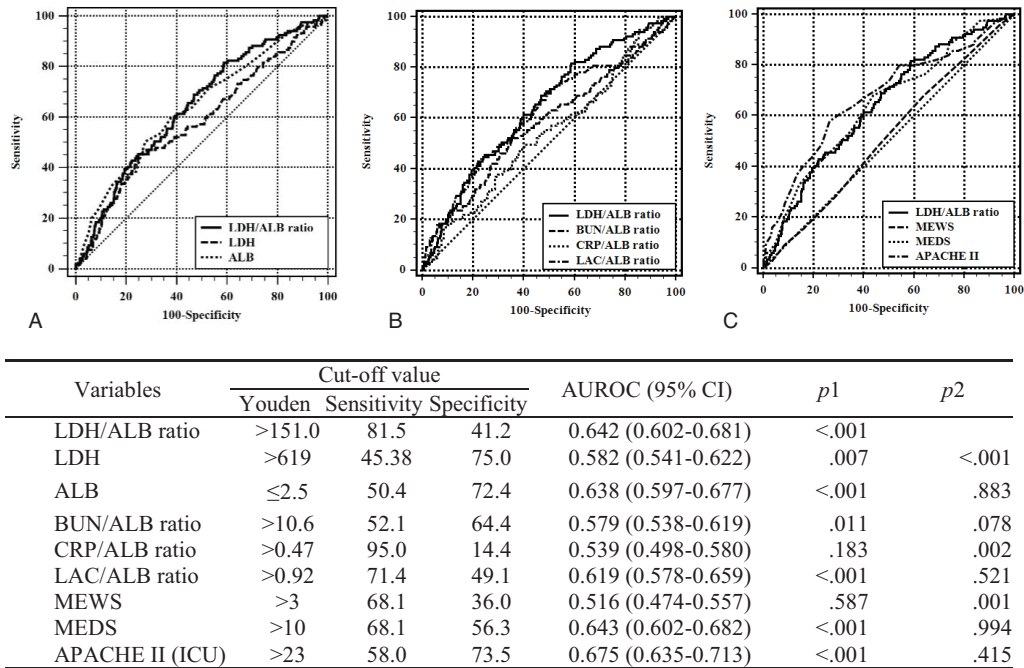 100
80
60
40
20
0
Sensitivity
0 20 40 60 80 100
100-Specificity
LDH/ALB ratio
LDH
ALB
A
100
80
60
40
20
0
Sensitivity
0 20 40 60 80 100
100-Specificity
LDH/ALB ratio
BUN/ALB ratio
CRP/ALB ratio
LAC/ALB ratio
B
100
80
60
40
20
0
Sensitivity
0 20 40 60 80 100
100-Specificity
LDH/ALB ratio
MEWS
MEDS
APACHE II
C
Variables Cut-off value AUROC (95% CI) p1 p2
Youden Sensitivity Specificity
LDH/ALB ratio >151.0 81.5 41.2 0.642 (0.602-0.681) <.001
LDH >619 45.38 75.0 0.582 (0.541-0.622) .007 <.001
ALB ≤2.5 50.4 72.4 0.638 (0.597-0.677) <.001 .883
BUN/ALB ratio >10.6 52.1 64.4 0.579 (0.538-0.619) .011 .078
CRP/ALB ratio >0.47 95.0 14.4 0.539 (0.498-0.580) .183 .002
LAC/ALB ratio >0.92 71.4 49.1 0.619 (0.578-0.659) <.001 .521
MEWS >3 68.1 36.0 0.516 (0.474-0.557) .587 .001
MEDS >10 68.1 56.3 0.643 (0.602-0.682) <.001 .994
APACHE II (ICU) >23 58.0 73.5 0.675 (0.635-0.713) <.001 .415